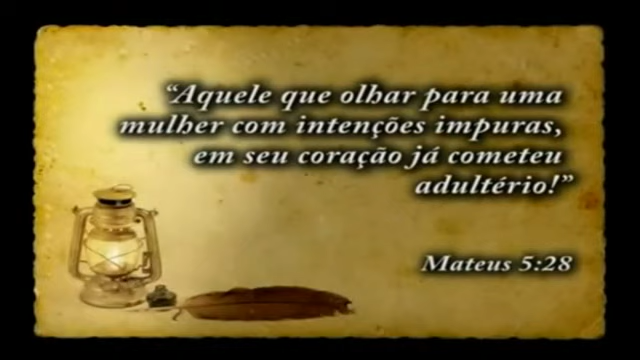 “Aquele que olhar para uma
mulher com intenções impuras,
em seu coração já cometeu
adultério!”
Mateus 5:28